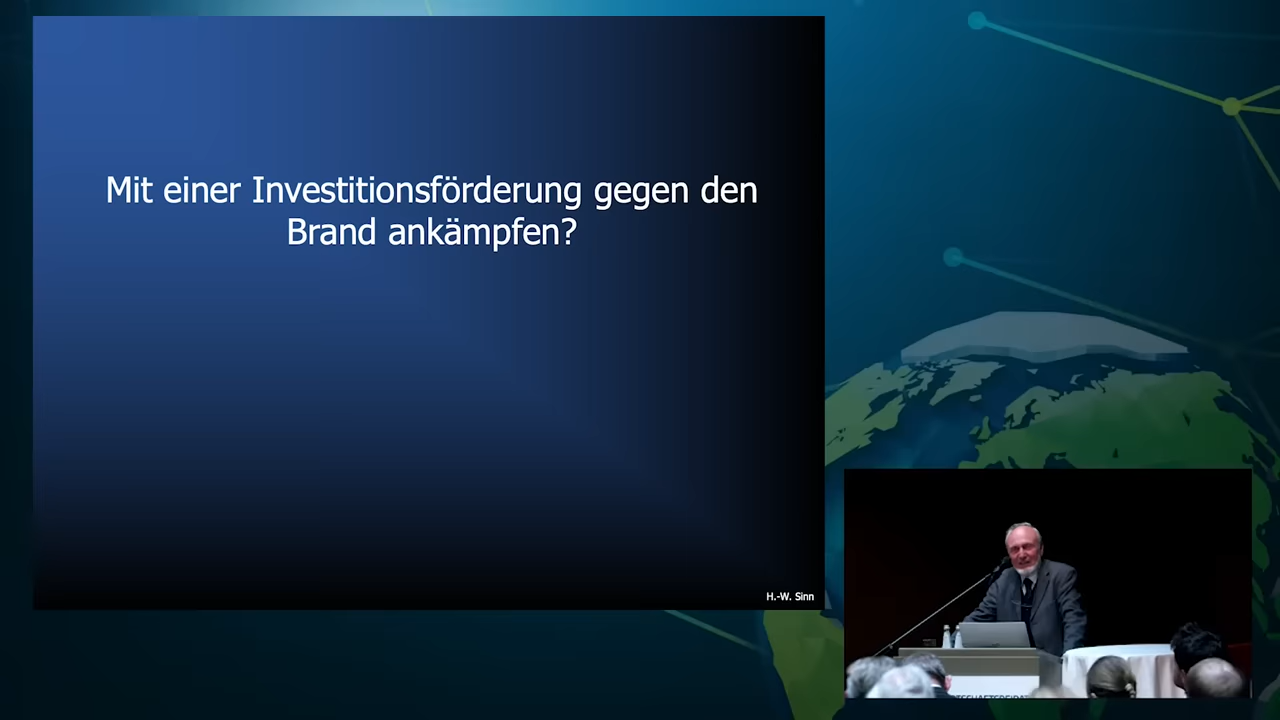 Mit einer Investitionsförderung gegen den
Brand ankämpfen?
H.-W. Sinn